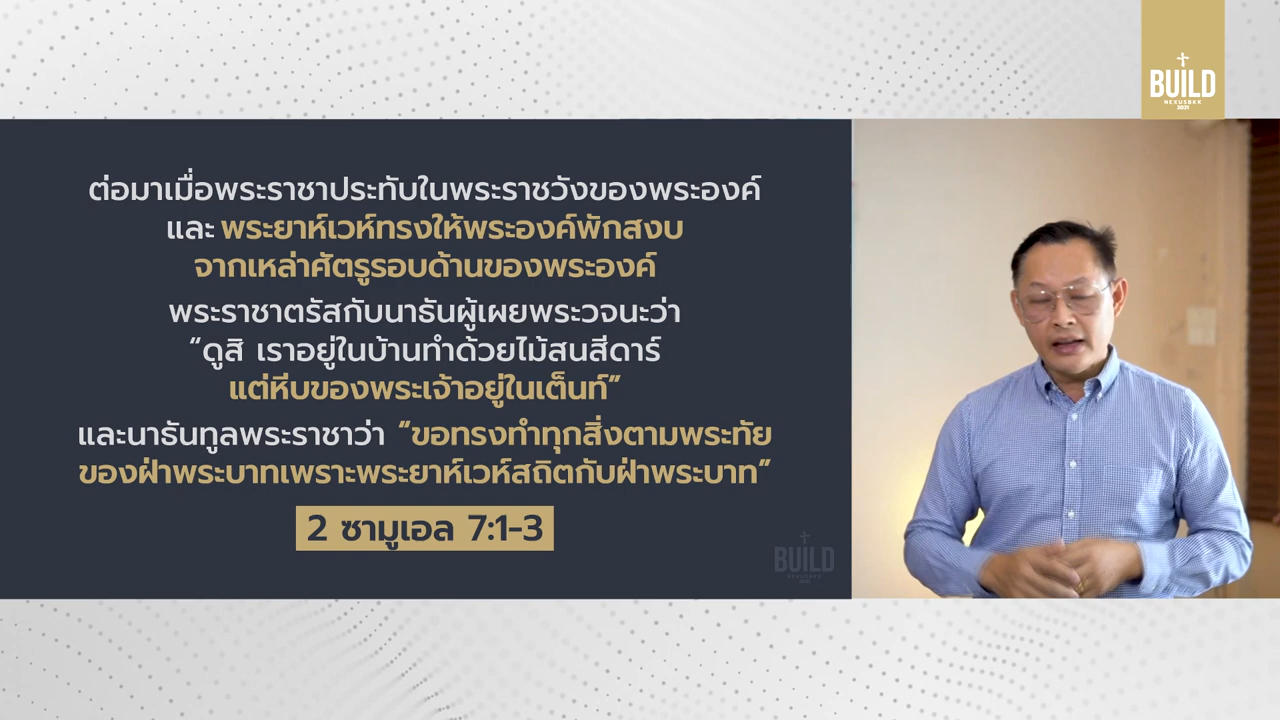 BUILD
NEXUSBKK
2021
ต่อมาเมื่อพระราชาประทับในพระราชวังของพระองค์
และ พระยาห์เวห์ทรงให้พระองค์พักสงบ
จากเหล่าศัตรูรอบด้านของพระองค์
พระราชาตรัสกับนาธันผู้เผยพระวจนะว่า
“ดูสิ เราอยู่ในบ้านทำด้วยไม้สนสีดาร์
แต่หีบของพระเจ้าอยู่ในเต็นท์”
และนาธันทูลพระราชาว่า “ขอทรงทำทุกสิ่งตามพระทัย
ของฝ่าพระบาทเพราะพระยาห์เวห์สถิตกับฝ่าพระบาท”
2 ซามูเอล 7:1-3
BUILD
NEXUSBKK
2021